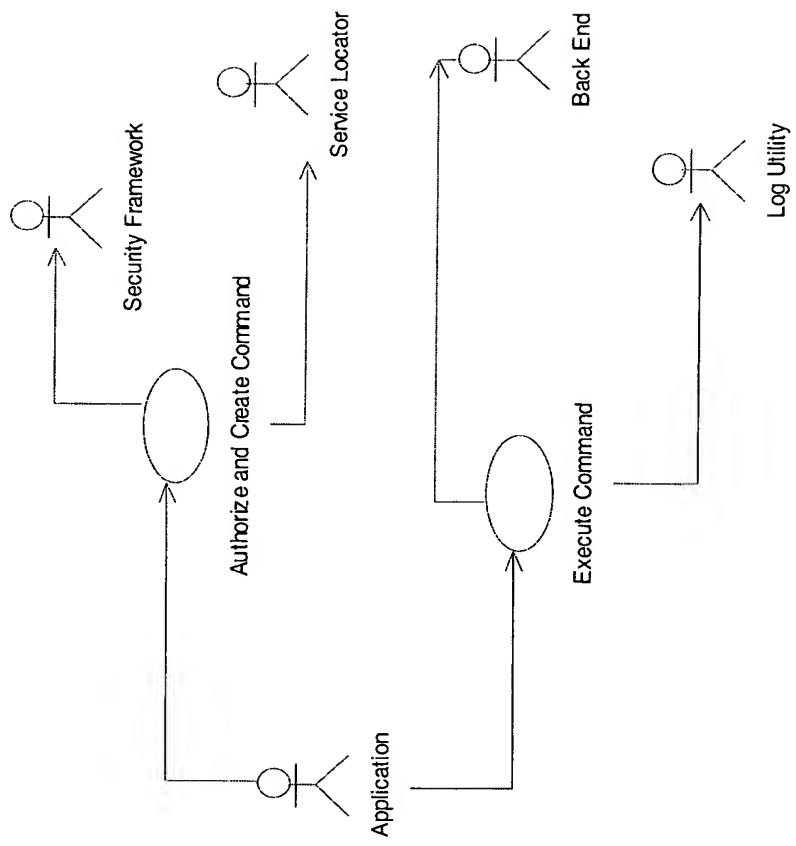 Security Framework
Service Locator
Authorize and Create Command
Application
Back End
Execute Command
Log Utility